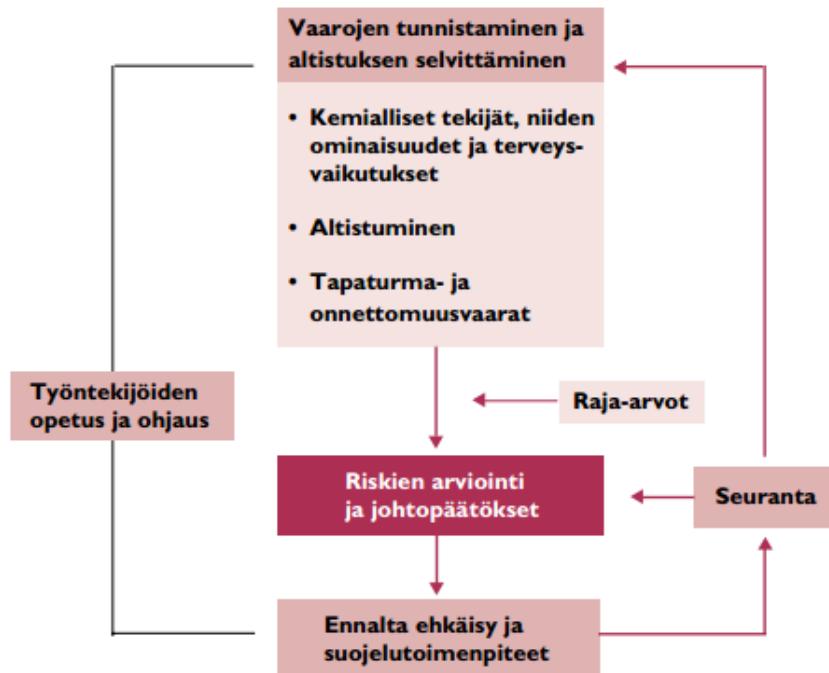 Vaarojen tunnistaminen ja
altistuksen selvittäminen
• Kemialliset tekijät, niiden
ominaisuudet ja terveys-
vaikutukset
• Altistuminen
• Tapaturma- ja
onnettomuusvaarat
Työntekijöiden
opetus ja ohjaus
Raja-arvot
Riskien arviointi
ja johtopäätökset
Seuranta
Ennalta ehkäisy ja
suojelutoimenpiteet